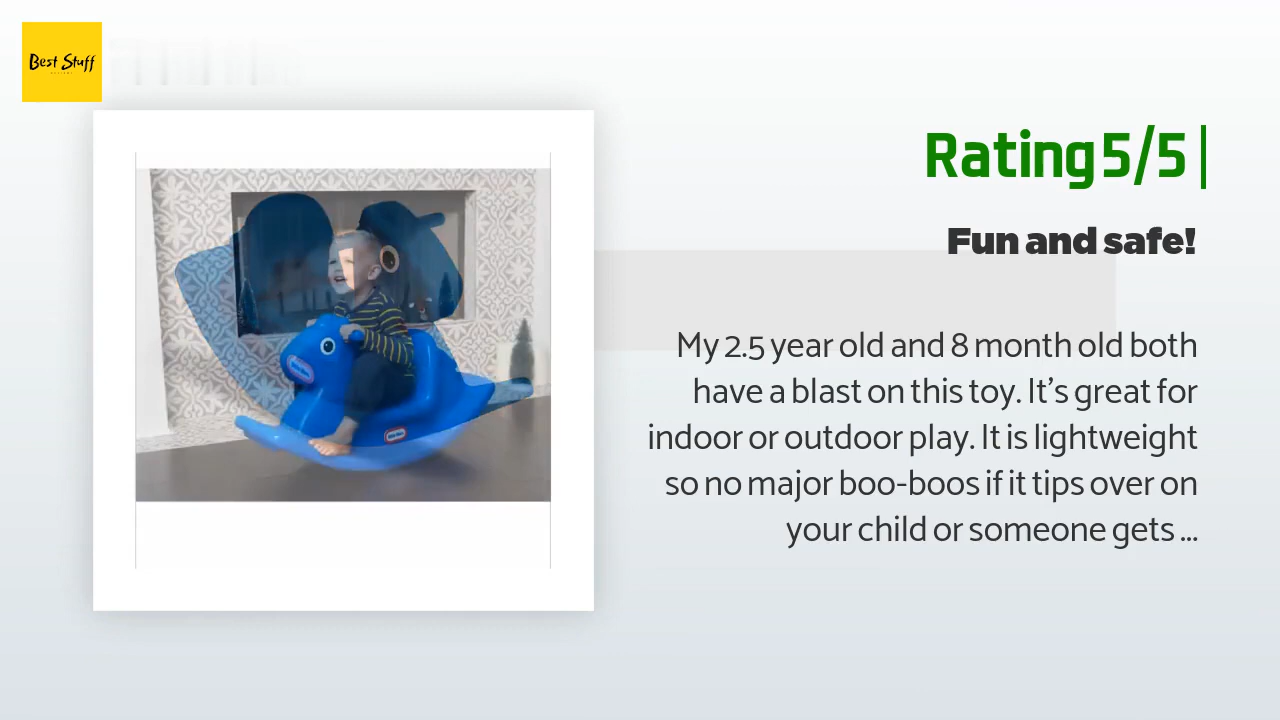 Best Stuff
Rating 5/5 |
Fun and safe!
My 2.5 year old and 8 month old both
have a blast on this toy. It's great for
indoor or outdoor play. It is lightweight
so no major boo-boos if it tips over on
your child or someone gets ...